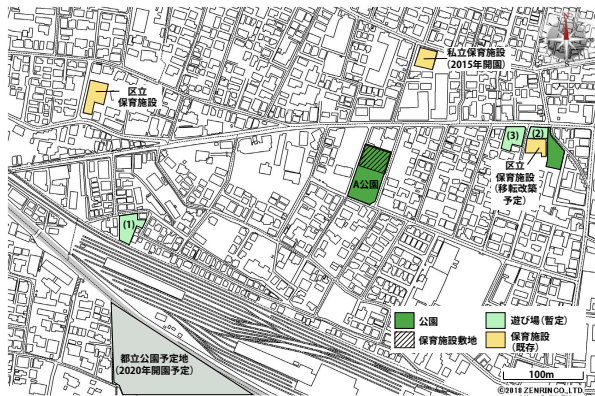 私立保育施設
(2015年開園)
区立
保育施設
(3)
(2)
区立
保育施設
(移転改築
予定)
A公園
(1)
公園
遊び場(暫定)
保育施設敷地
保育施設
(既存)
都立公園予定地
(2020年開園予定)
100m
©2018 ZENRIN CO., LTD.